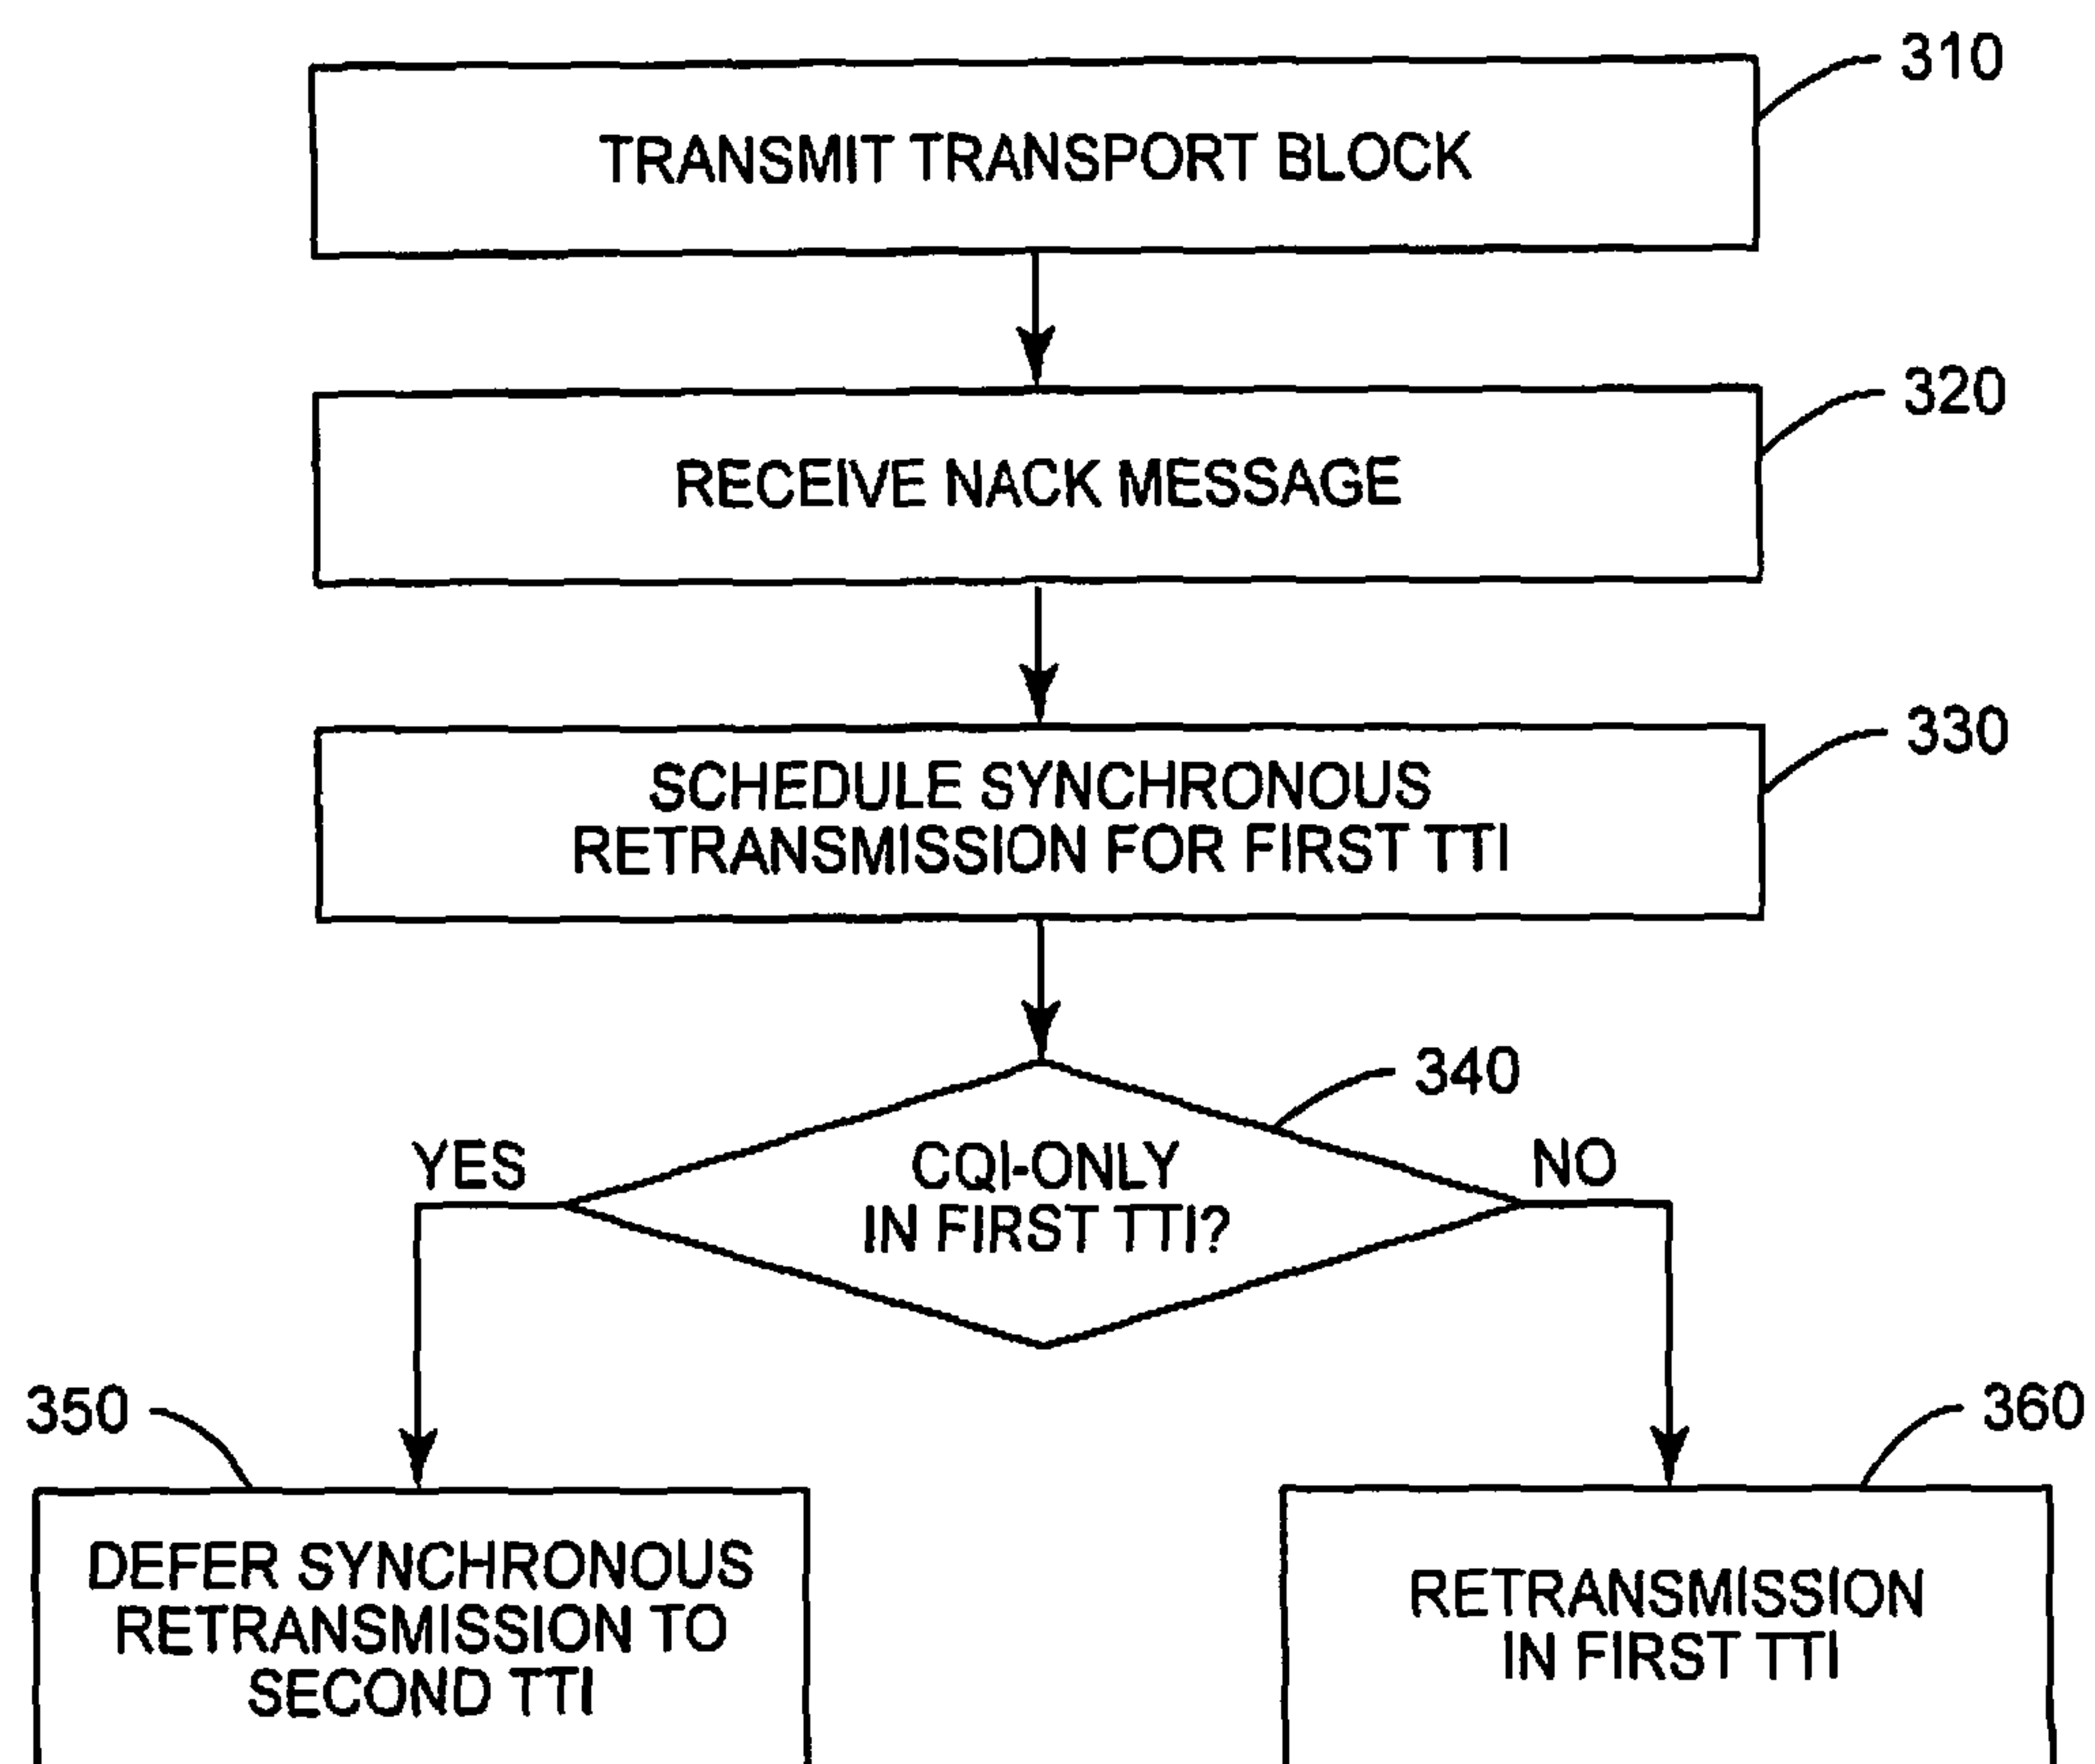 310
TRANSMIT TRANSPORT BLOCK
320
RECEIVE NACK MESSAGE
330
SCHEDULE SYNCHRONOUS
RETRANSMISSION FOR FIRST TTI
340
YES
CQI-ONLY
IN FIRST TTI?
NO
350
360
DEFER SYNCHRONOUS
RETRANSMISSION TO
SECOND TTI
RETRANSMISSION
IN FIRST TTI